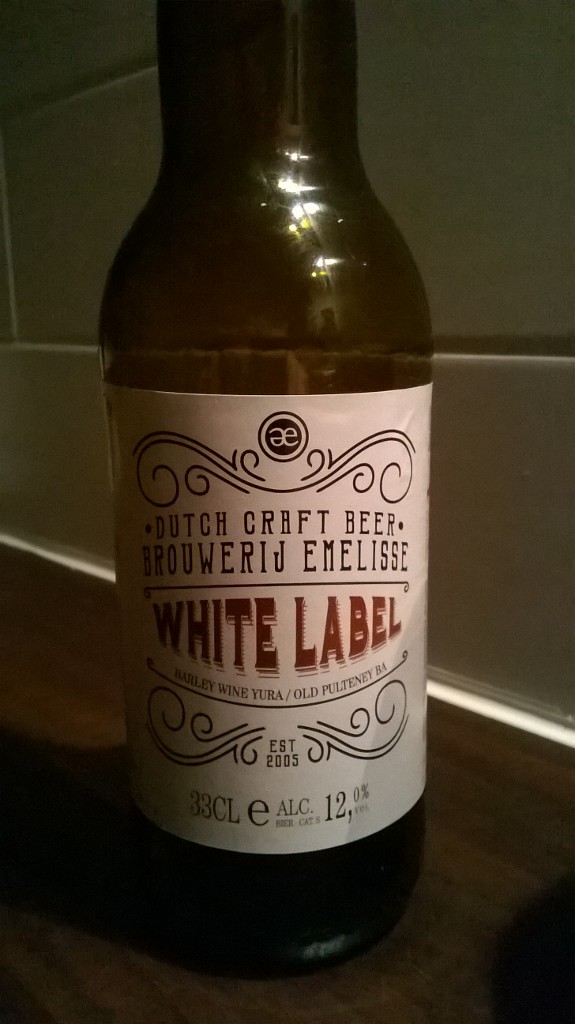 æ
•DUTCH CRAFT BEER•
BROUWERIJ EMELISSE
WHITE LABEL
BARLEY WINE YURA / OLD PULTENEY BA
EST
2005
33CL e ALC. 12,0%
BIER CAT.S VOL.